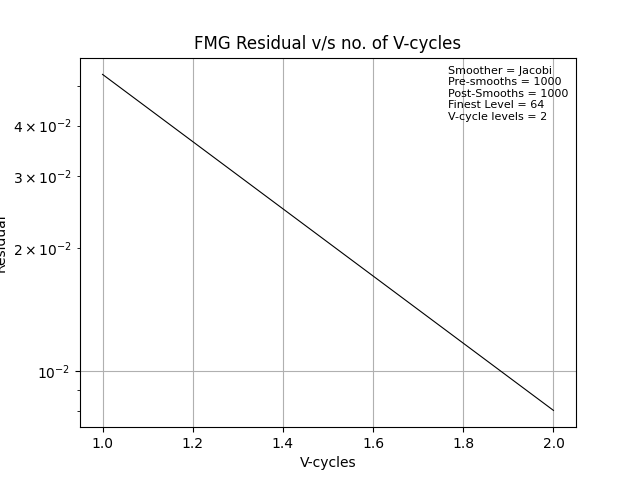 FMG Residual v/s no. of V-cycles
Smoother = Jacobi
Pre-smooths = 1000
Post-Smooths = 1000
Finest Level = 64
V-cycle levels = 2
4 × 10⁻²
3 × 10⁻²
2 × 10⁻²
10⁻²
Residual
1.0 1.2 1.4 1.6 1.8 2.0
V-cycles